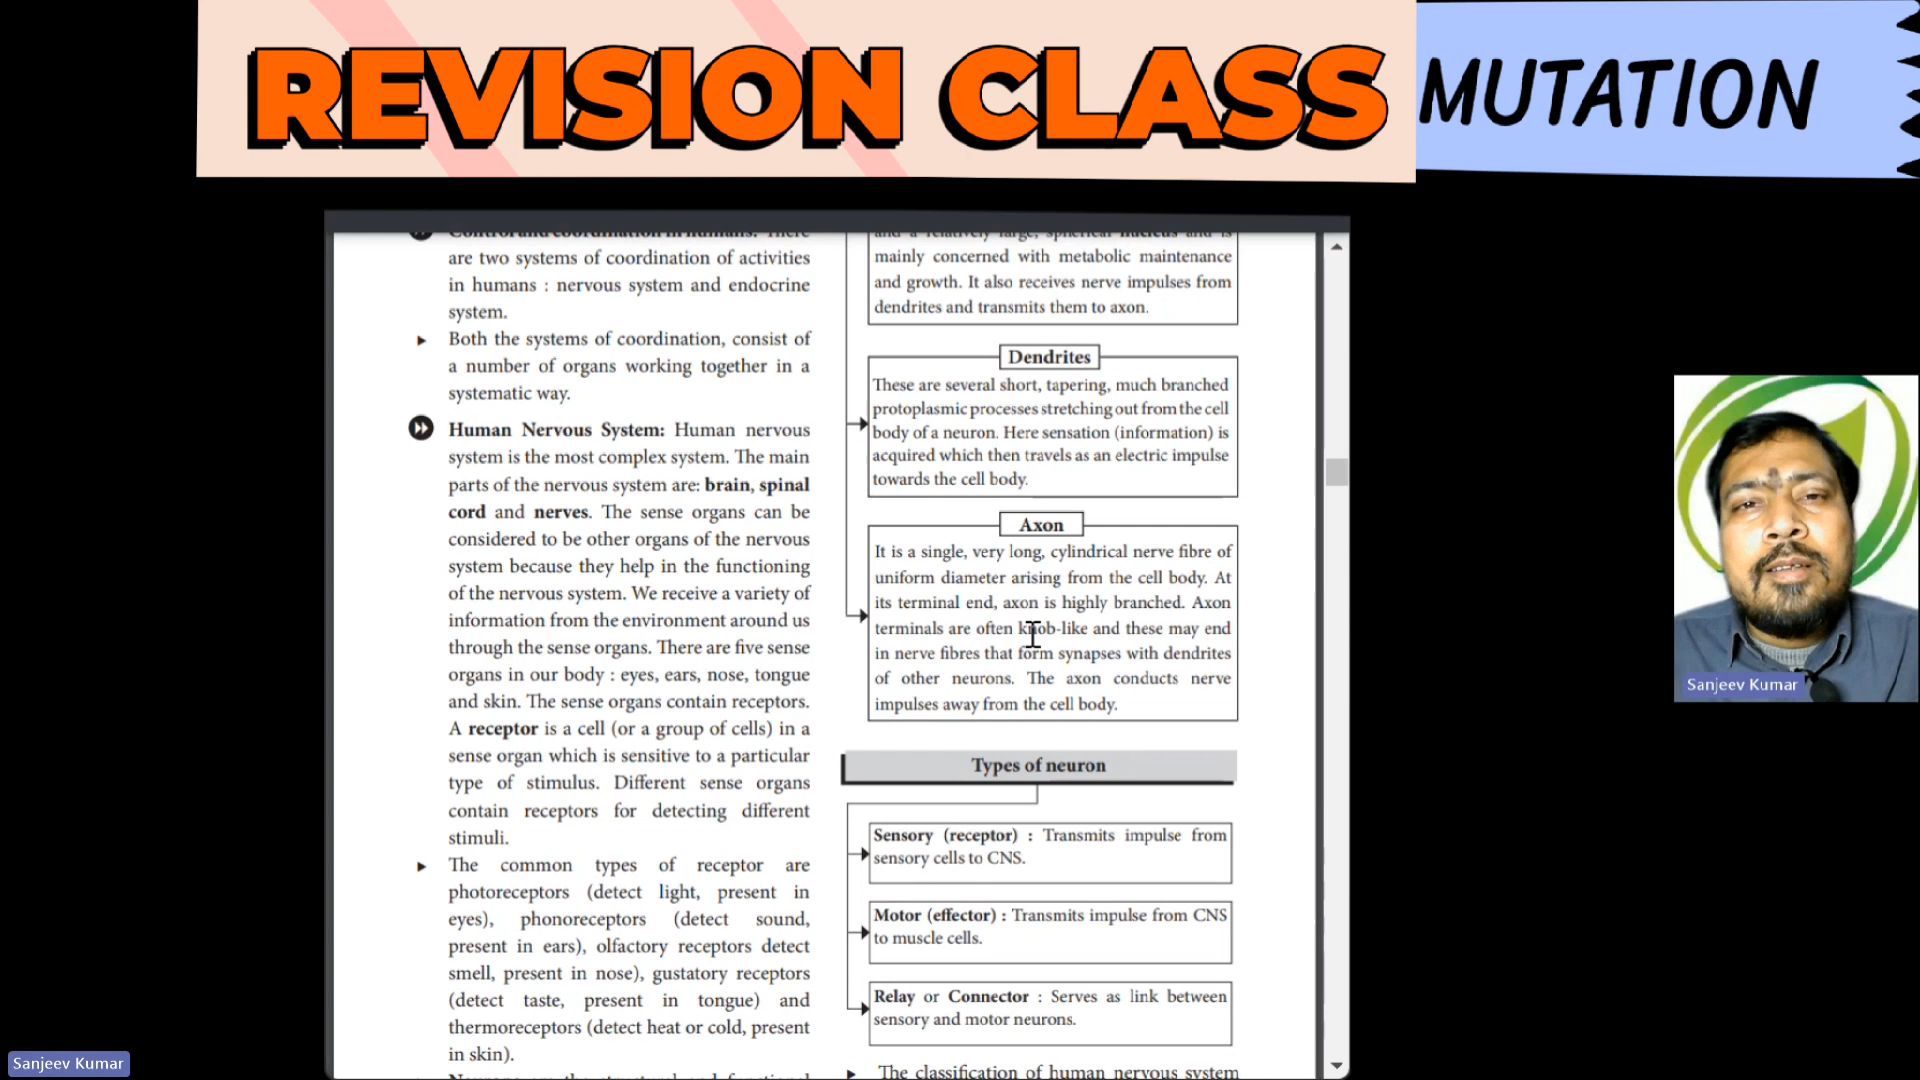 REVISION CLASS
MUTATION
Control and coordination in humans: There
are two systems of coordination of activities
in humans : nervous system and endocrine
system.
► Both the systems of coordination, consist of
a number of organs working together in a
systematic way.
Human Nervous System: Human nervous
system is the most complex system. The main
parts of the nervous system are: brain, spinal
cord and nerves. The sense organs can be
considered to be other organs of the nervous
system because they help in the functioning
of the nervous system. We receive a variety of
information from the environment around us
through the sense organs. There are five sense
organs in our body : eyes, ears, nose, tongue
and skin. The sense organs contain receptors.
A receptor is a cell (or a group of cells) in a
sense organ which is sensitive to a particular
type of stimulus. Different sense organs
contain receptors for detecting different
stimuli.
► The common types of receptor are
photoreceptors (detect light, present in
eyes), phonoreceptors (detect sound,
present in ears), olfactory receptors detect
smell, present in nose), gustatory receptors
(detect taste, present in tongue) and
thermoreceptors (detect heat or cold, present
in skin).
and a relatively large, spherical nucleus and is
mainly concerned with metabolic maintenance
and growth. It also receives nerve impulses from
dendrites and transmits them to axon.
Dendrites
These are several short, tapering, much branched
protoplasmic processes stretching out from the cell
body of a neuron. Here sensation (information) is
acquired which then travels as an electric impulse
towards the cell body.
Axon
It is a single, very long, cylindrical nerve fibre of
uniform diameter arising from the cell body. At
its terminal end, axon is highly branched. Axon
terminals are often knob-like and these may end
in nerve fibres that form synapses with dendrites
of other neurons. The axon conducts nerve
impulses away from the cell body.
Types of neuron
Sensory (receptor) : Transmits impulse from
sensory cells to CNS.
Motor (effector) : Transmits impulse from CNS
to muscle cells.
Relay or Connector : Serves as link between
sensory and motor neurons.
► The classification of human nervous system
Sanjeev Kumar
Sanjeev Kumar